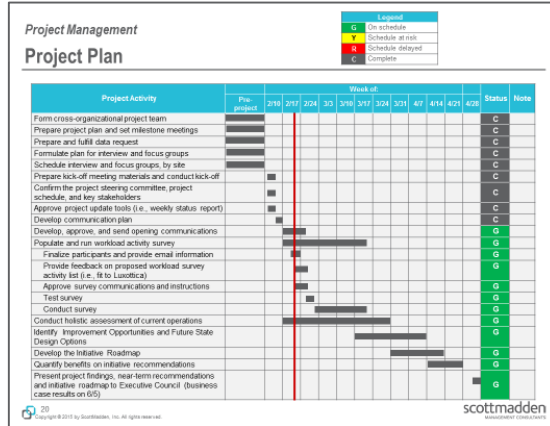 Project Management
Project Plan
Legend
G On schedule
Y Schedule at risk
R Schedule delayed
C Complete
Project Activity
Pre-project
Week of:
2/10 2/17 2/24 3/3 3/10 3/17 3/24 3/31 4/7 4/14 4/21 4/28
Status
Note
Form cross-organizational project team C
Prepare project plan and set milestone meetings C
Prepare and fulfill data request C
Formulate plan for interview and focus groups C
Schedule interview and focus groups, by site C
Prepare kick-off meeting materials and conduct kick-off C
Confirm the project steering committee, project
schedule, and key stakeholders C
Approve project update tools (i.e., weekly status report) C
Develop communication plan C
Develop, approve, and send opening communications G
Populate and run workload activity survey G
Finalize participants and provide email information G
Provide feedback on proposed workload survey
activity list (i.e., fit to Luxottica) G
Approve survey communications and instructions G
Test survey G
Conduct survey G
Conduct holistic assessment of current operations G
Identify Improvement Opportunities and Future State
Design Options G
Develop the Initiative Roadmap G
Quantify benefits on initiative recommendations G
Present project findings, near-term recommendations
and initiative roadmap to Executive Council (business
case results on 6/5) G
20
Copyright © by ScottMadden, Inc. All rights reserved.
scottmadden
MANAGEMENT CONSULTANTS